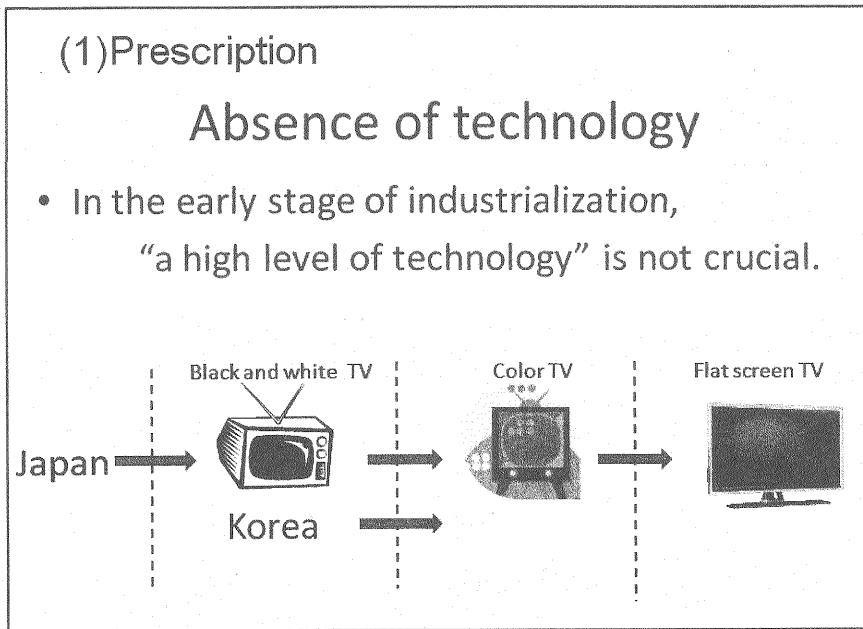 (1)Prescription
Absence of technology
• In the early stage of industrialization,
“a high level of technology” is not crucial.
Black and white TV
Color TV
Flat screen TV
Japan
Korea